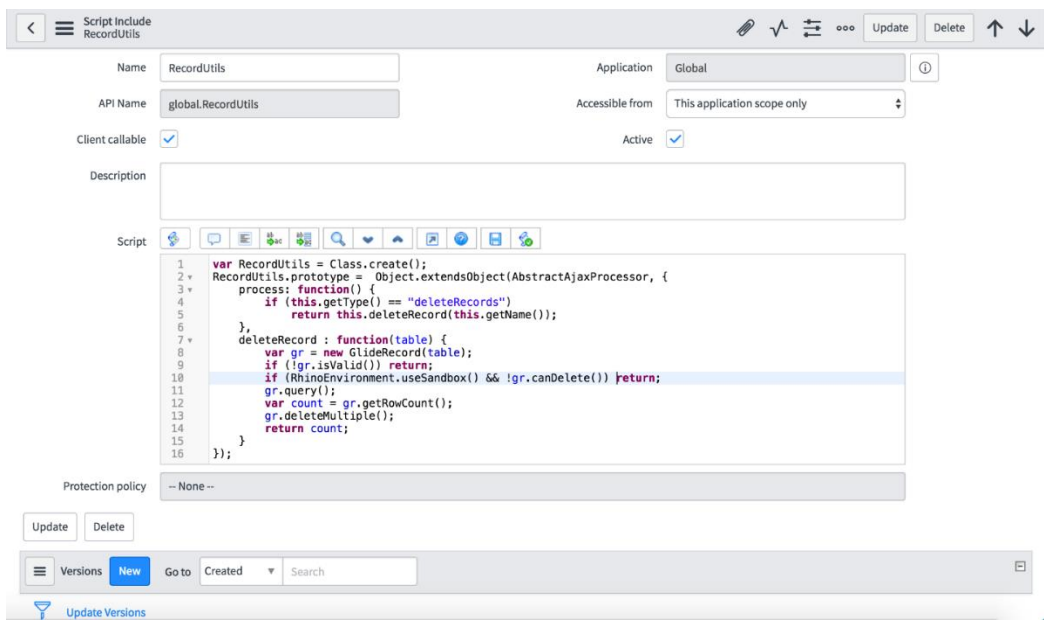 Script Include
RecordUtils
Update
Delete
Name
RecordUtils
Application
Global
API Name
global.RecordUtils
Accessible from
This application scope only
Client callable
Active
Description
Script
1 var RecordUtils = Class.create();
2 RecordUtils.prototype =  Object.extendsObject(AbstractAjaxProcessor, {
3     process: function() {
4         if (this.getType() == "deleteRecords")
5             return this.deleteRecord(this.getName());
6     },
7     deleteRecord : function(table) {
8         var gr = new GlideRecord(table);
9         if (!gr.isValid()) return;
10         if (RhinoEnvironment.useSandbox() && !gr.canDelete()) return;
11         gr.query();
12         var count = gr.getRowCount();
13         gr.deleteMultiple();
14         return count;
15     }
16 });
Protection policy
-- None --
Update
Delete
Versions
New
Go to
Created
Search
Update Versions